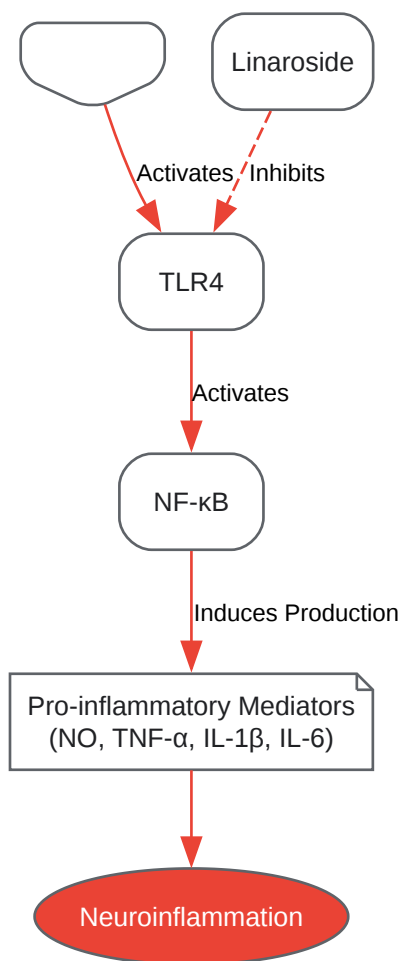 Linaroside
Activates
Inhibits
TLR4
Activates
NF-κB
Induces Production
Pro-inflammatory Mediators
(NO, TNF-α, IL-1β, IL-6)
Neuroinflammation